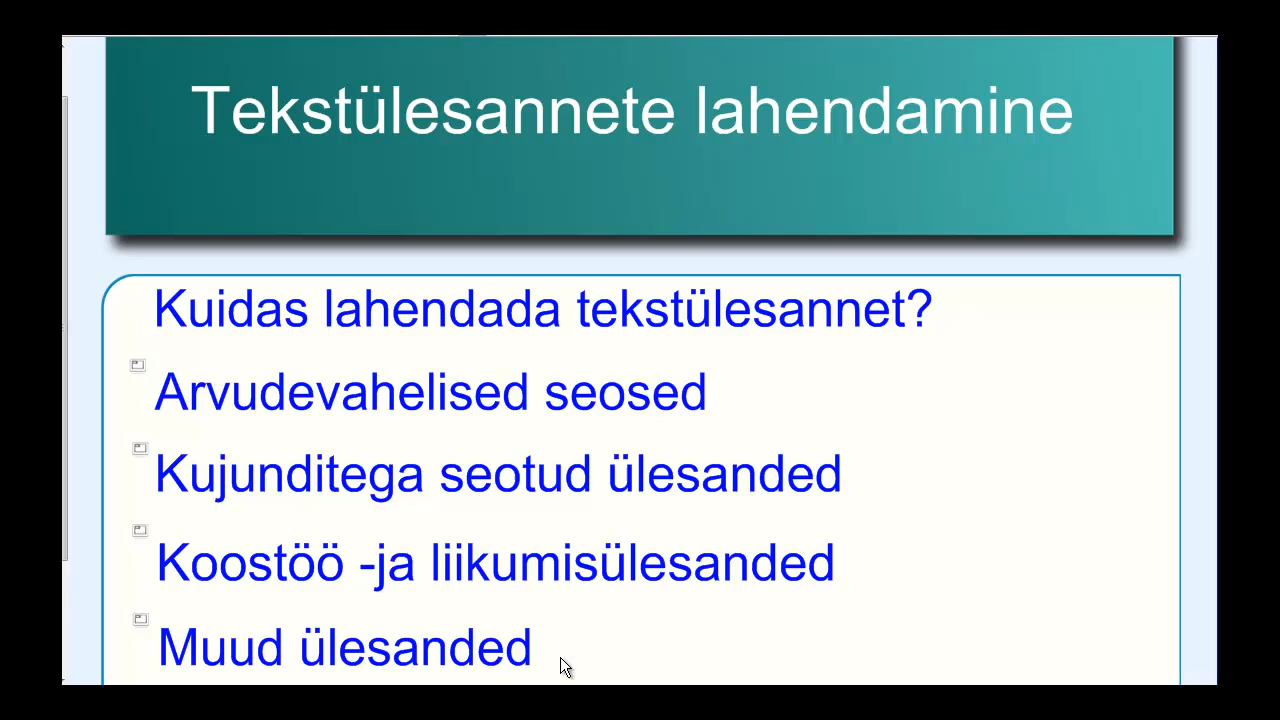 Tekstülesannete lahendamine
Kuidas lahendada tekstülesannet?
Arvudevahelised seosed
Kujunditega seotud ülesanded
Koostöö -ja liikumisülesanded
Muud ülesanded